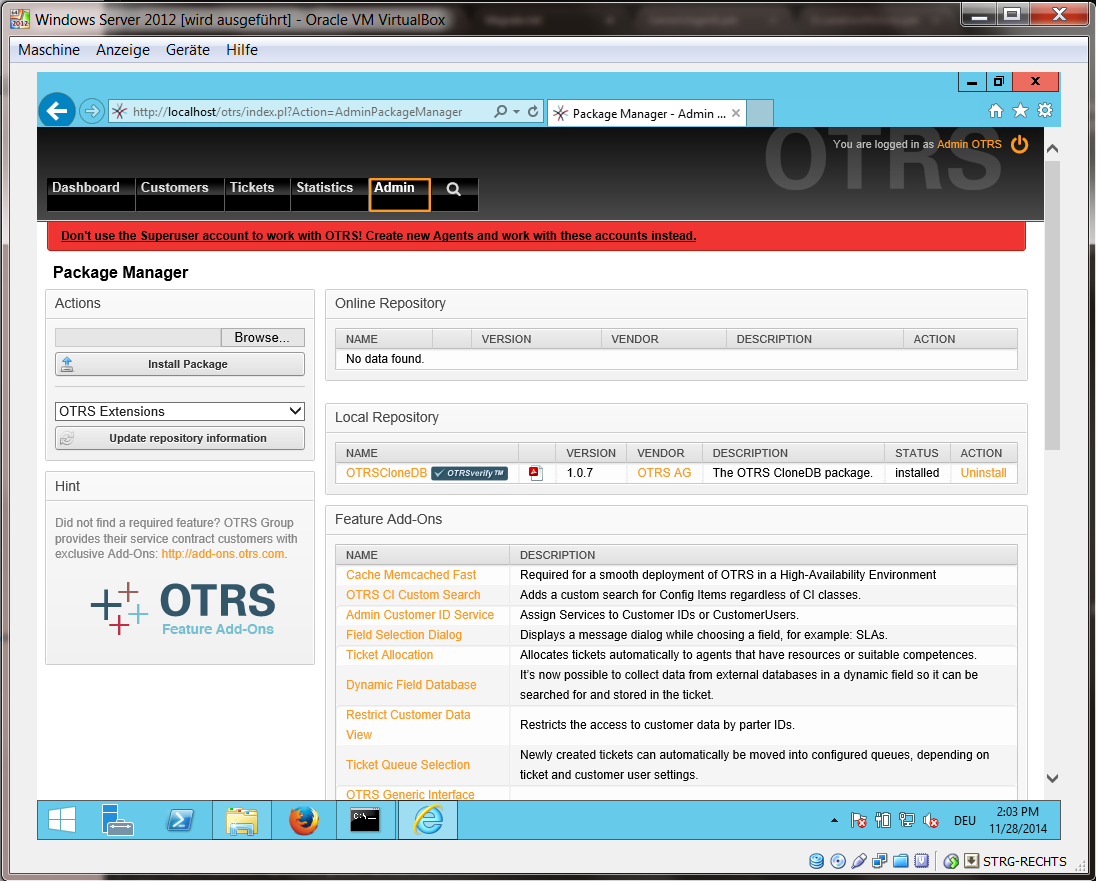 Windows Server 2012 [wird ausgeführt] - Oracle VM VirtualBox
Maschine Anzeige Geräte Hilfe
http://localhost/otrs/index.pl?Action=AdminPackageManager
Package Manager - Admin ...
OTRS
You are logged in as Admin OTRS
Dashboard Customers Tickets Statistics Admin
Don't use the Superuser account to work with OTRS! Create new Agents and work with these accounts instead.
Package Manager
Actions
Browse...
Install Package
OTRS Extensions
Update repository information
Hint
Did not find a required feature? OTRS Group
provides their service contract customers with
exclusive Add-Ons: http://add-ons.otrs.com.
OTRS
Feature Add-Ons
Online Repository
NAME VERSION VENDOR DESCRIPTION ACTION
No data found.
Local Repository
NAME VERSION VENDOR DESCRIPTION STATUS ACTION
OTRSCloneDB OTRSverify™ 1.0.7 OTRS AG The OTRS CloneDB package. installed Uninstall
Feature Add-Ons
NAME DESCRIPTION
Cache Memcached Fast Required for a smooth deployment of OTRS in a High-Availability Environment
OTRS CI Custom Search Adds a custom search for Config Items regardless of CI classes.
Admin Customer ID Service Assign Services to Customer IDs or CustomerUsers.
Field Selection Dialog Displays a message dialog while choosing a field, for example: SLAs.
Ticket Allocation Allocates tickets automatically to agents that have resources or suitable competences.
Dynamic Field Database It's now possible to collect data from external databases in a dynamic field so it can be
searched for and stored in the ticket.
Restrict Customer Data
View
Restricts the access to customer data by parter IDs.
Ticket Queue Selection Newly created tickets can automatically be moved into configured queues, depending on
ticket and customer user settings.
OTRS Generic Interface
C:\_
DEU
2:03 PM
11/28/2014
STRG-RECHTS